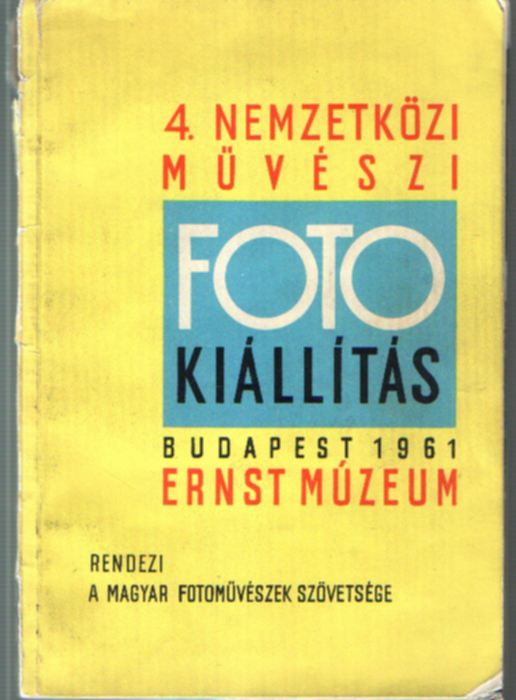 4. NEMZETKÖZI
MŰVÉSZI
FOTO
KIÁLLÍTÁS
BUDAPEST 1961
ERNST MÚZEUM
RENDEZI
A MAGYAR FOTOMŰVÉSZEK SZÖVETSÉGE